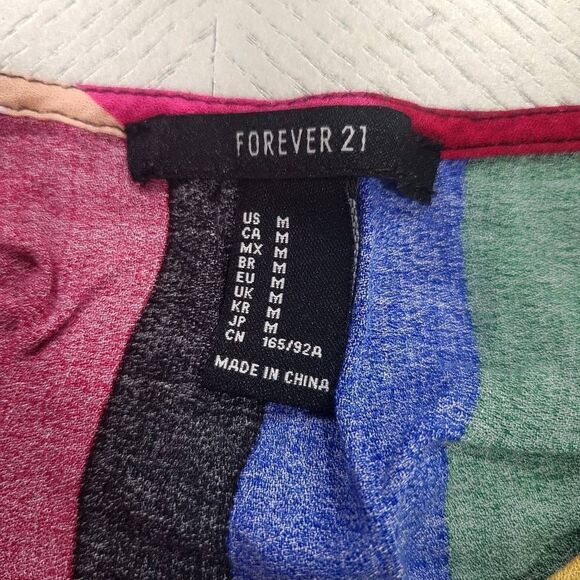 FOREVER 21
US M
CA M
MX M
BR M
EU M
UK M
KR M
JP M
CN 165/92A
MADE IN CHINA